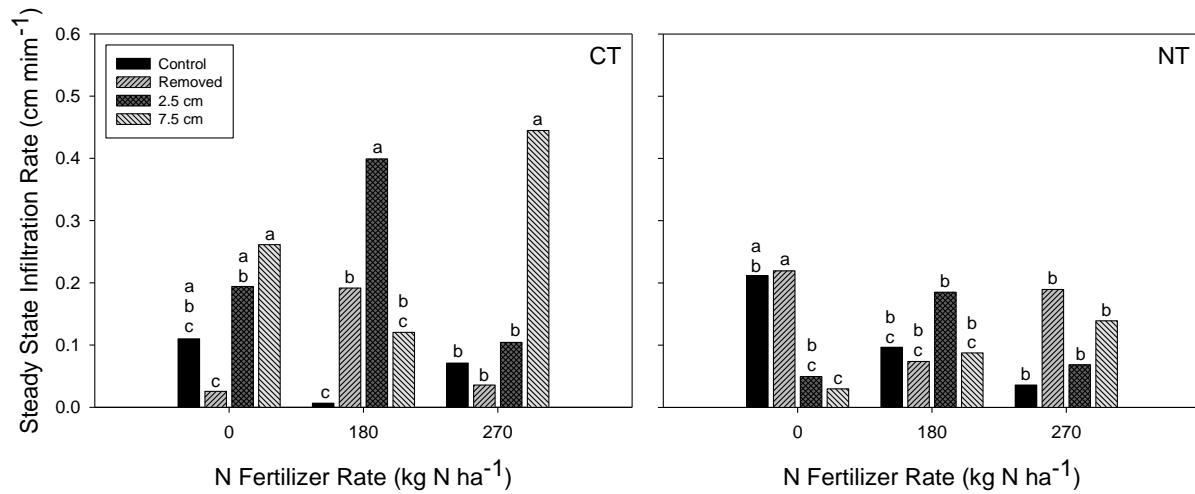 Steady State Infiltration Rate (cm mim⁻¹)
0.6
0.5
0.4
0.3
0.2
0.1
0.0
Control
Removed
2.5 cm
7.5 cm
CT
a
b
c
c
a
b
a
c
b
a
b
c
b
b
b
a
0
180
270
N Fertilizer Rate (kg N ha⁻¹)
NT
a
b
a
b
c
c
b
c
b
c
b
b
c
b
b
b
b
0
180
270
N Fertilizer Rate (kg N ha⁻¹)